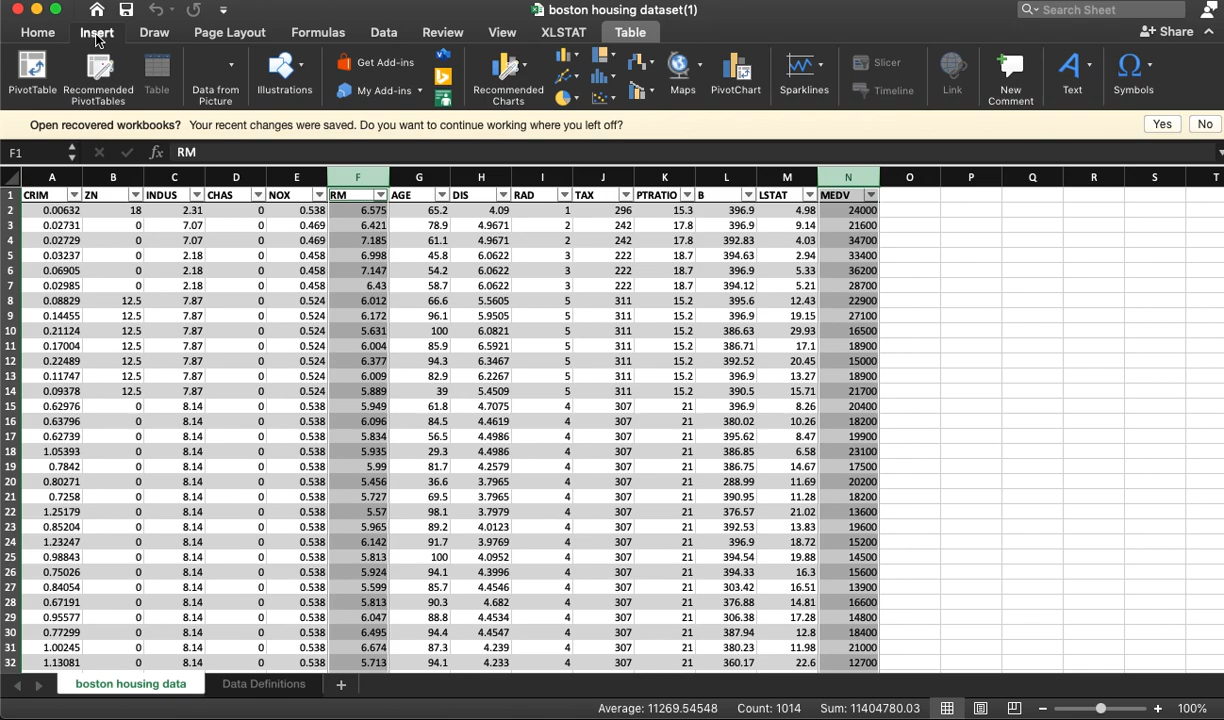 boston housing dataset(1)
Search Sheet
Home Insert Draw Page Layout Formulas Data Review View XLSTAT Table Share
PivotTable
Recommended PivotTables
Table
Data from Picture
Illustrations
Get Add-ins
My Add-ins
Recommended Charts
Maps
PivotChart
Sparklines
Slicer
Timeline
Link
New Comment
Text
Symbols
Open recovered workbooks? Your recent changes were saved. Do you want to continue working where you left off? Yes No
F1 fx RM
A B C D E F G H I J K L M N O P Q R S T
1 CRIM ZN INDUS CHAS NOX RM AGE DIS RAD TAX PTRATIO B LSTAT MEDV
2 0.00632 18 2.31 0 0.538 6.575 65.2 4.09 1 296 15.3 396.9 4.98 24000
3 0.02731 0 7.07 0 0.469 6.421 78.9 4.9671 2 242 17.8 396.9 9.14 21600
4 0.02729 0 7.07 0 0.469 7.185 61.1 4.9671 2 242 17.8 392.83 4.03 34700
5 0.03237 0 2.18 0 0.458 6.998 45.8 6.0622 3 222 18.7 394.63 2.94 33400
6 0.06905 0 2.18 0 0.458 7.147 54.2 6.0622 3 222 18.7 396.9 5.33 36200
7 0.02985 0 2.18 0 0.458 6.43 58.7 6.0622 3 222 18.7 394.12 5.21 28700
8 0.08829 12.5 7.87 0 0.524 6.012 66.6 5.5605 5 311 15.2 395.6 12.43 22900
9 0.14455 12.5 7.87 0 0.524 6.172 96.1 5.9505 5 311 15.2 396.9 19.15 27100
10 0.21124 12.5 7.87 0 0.524 5.631 100 6.0821 5 311 15.2 386.63 29.93 16500
11 0.17004 12.5 7.87 0 0.524 6.004 85.9 6.5921 5 311 15.2 386.71 17.1 18900
12 0.22489 12.5 7.87 0 0.524 6.377 94.3 6.3467 5 311 15.2 392.52 20.45 15000
13 0.11747 12.5 7.87 0 0.524 6.009 82.9 6.2267 5 311 15.2 396.9 13.27 18900
14 0.09378 12.5 7.87 0 0.524 5.889 39 5.4509 5 311 15.2 390.5 15.71 21700
15 0.62976 0 8.14 0 0.538 5.949 61.8 4.7075 4 307 21 396.9 8.26 20400
16 0.63796 0 8.14 0 0.538 6.096 84.5 4.4619 4 307 21 380.02 10.26 18200
17 0.62739 0 8.14 0 0.538 5.834 56.5 4.4986 4 307 21 395.62 8.47 19900
18 1.05393 0 8.14 0 0.538 5.935 29.3 4.4986 4 307 21 386.85 6.58 23100
19 0.7842 0 8.14 0 0.538 5.99 81.7 4.2579 4 307 21 386.75 14.67 17500
20 0.80271 0 8.14 0 0.538 5.456 36.6 3.7965 4 307 21 288.99 11.69 20200
21 0.7258 0 8.14 0 0.538 5.727 69.5 3.7965 4 307 21 390.95 11.28 18200
22 1.25179 0 8.14 0 0.538 5.57 98.1 3.7979 4 307 21 376.57 21.02 13600
23 0.85204 0 8.14 0 0.538 5.965 89.2 4.0123 4 307 21 392.53 13.83 19600
24 1.23247 0 8.14 0 0.538 6.142 91.7 3.9769 4 307 21 396.9 18.72 15200
25 0.98843 0 8.14 0 0.538 5.813 100 4.0952 4 307 21 394.54 19.88 14500
26 0.75026 0 8.14 0 0.538 5.924 94.1 4.3996 4 307 21 394.33 16.3 15600
27 0.84054 0 8.14 0 0.538 5.599 85.7 4.4546 4 307 21 303.42 16.51 13900
28 0.67191 0 8.14 0 0.538 5.813 90.3 4.682 4 307 21 376.88 14.81 16600
29 0.95577 0 8.14 0 0.538 6.047 88.8 4.4534 4 307 21 306.38 17.28 14800
30 0.77299 0 8.14 0 0.538 6.495 94.4 4.4547 4 307 21 387.94 12.8 18400
31 1.00245 0 8.14 0 0.538 6.674 87.3 4.239 4 307 21 380.23 11.98 21000
32 1.13081 0 8.14 0 0.538 5.713 94.1 4.233 4 307 21 360.17 22.6 12700
boston housing data Data Definitions +
Average: 11269.54548 Count: 1014 Sum: 11404780.03 100%